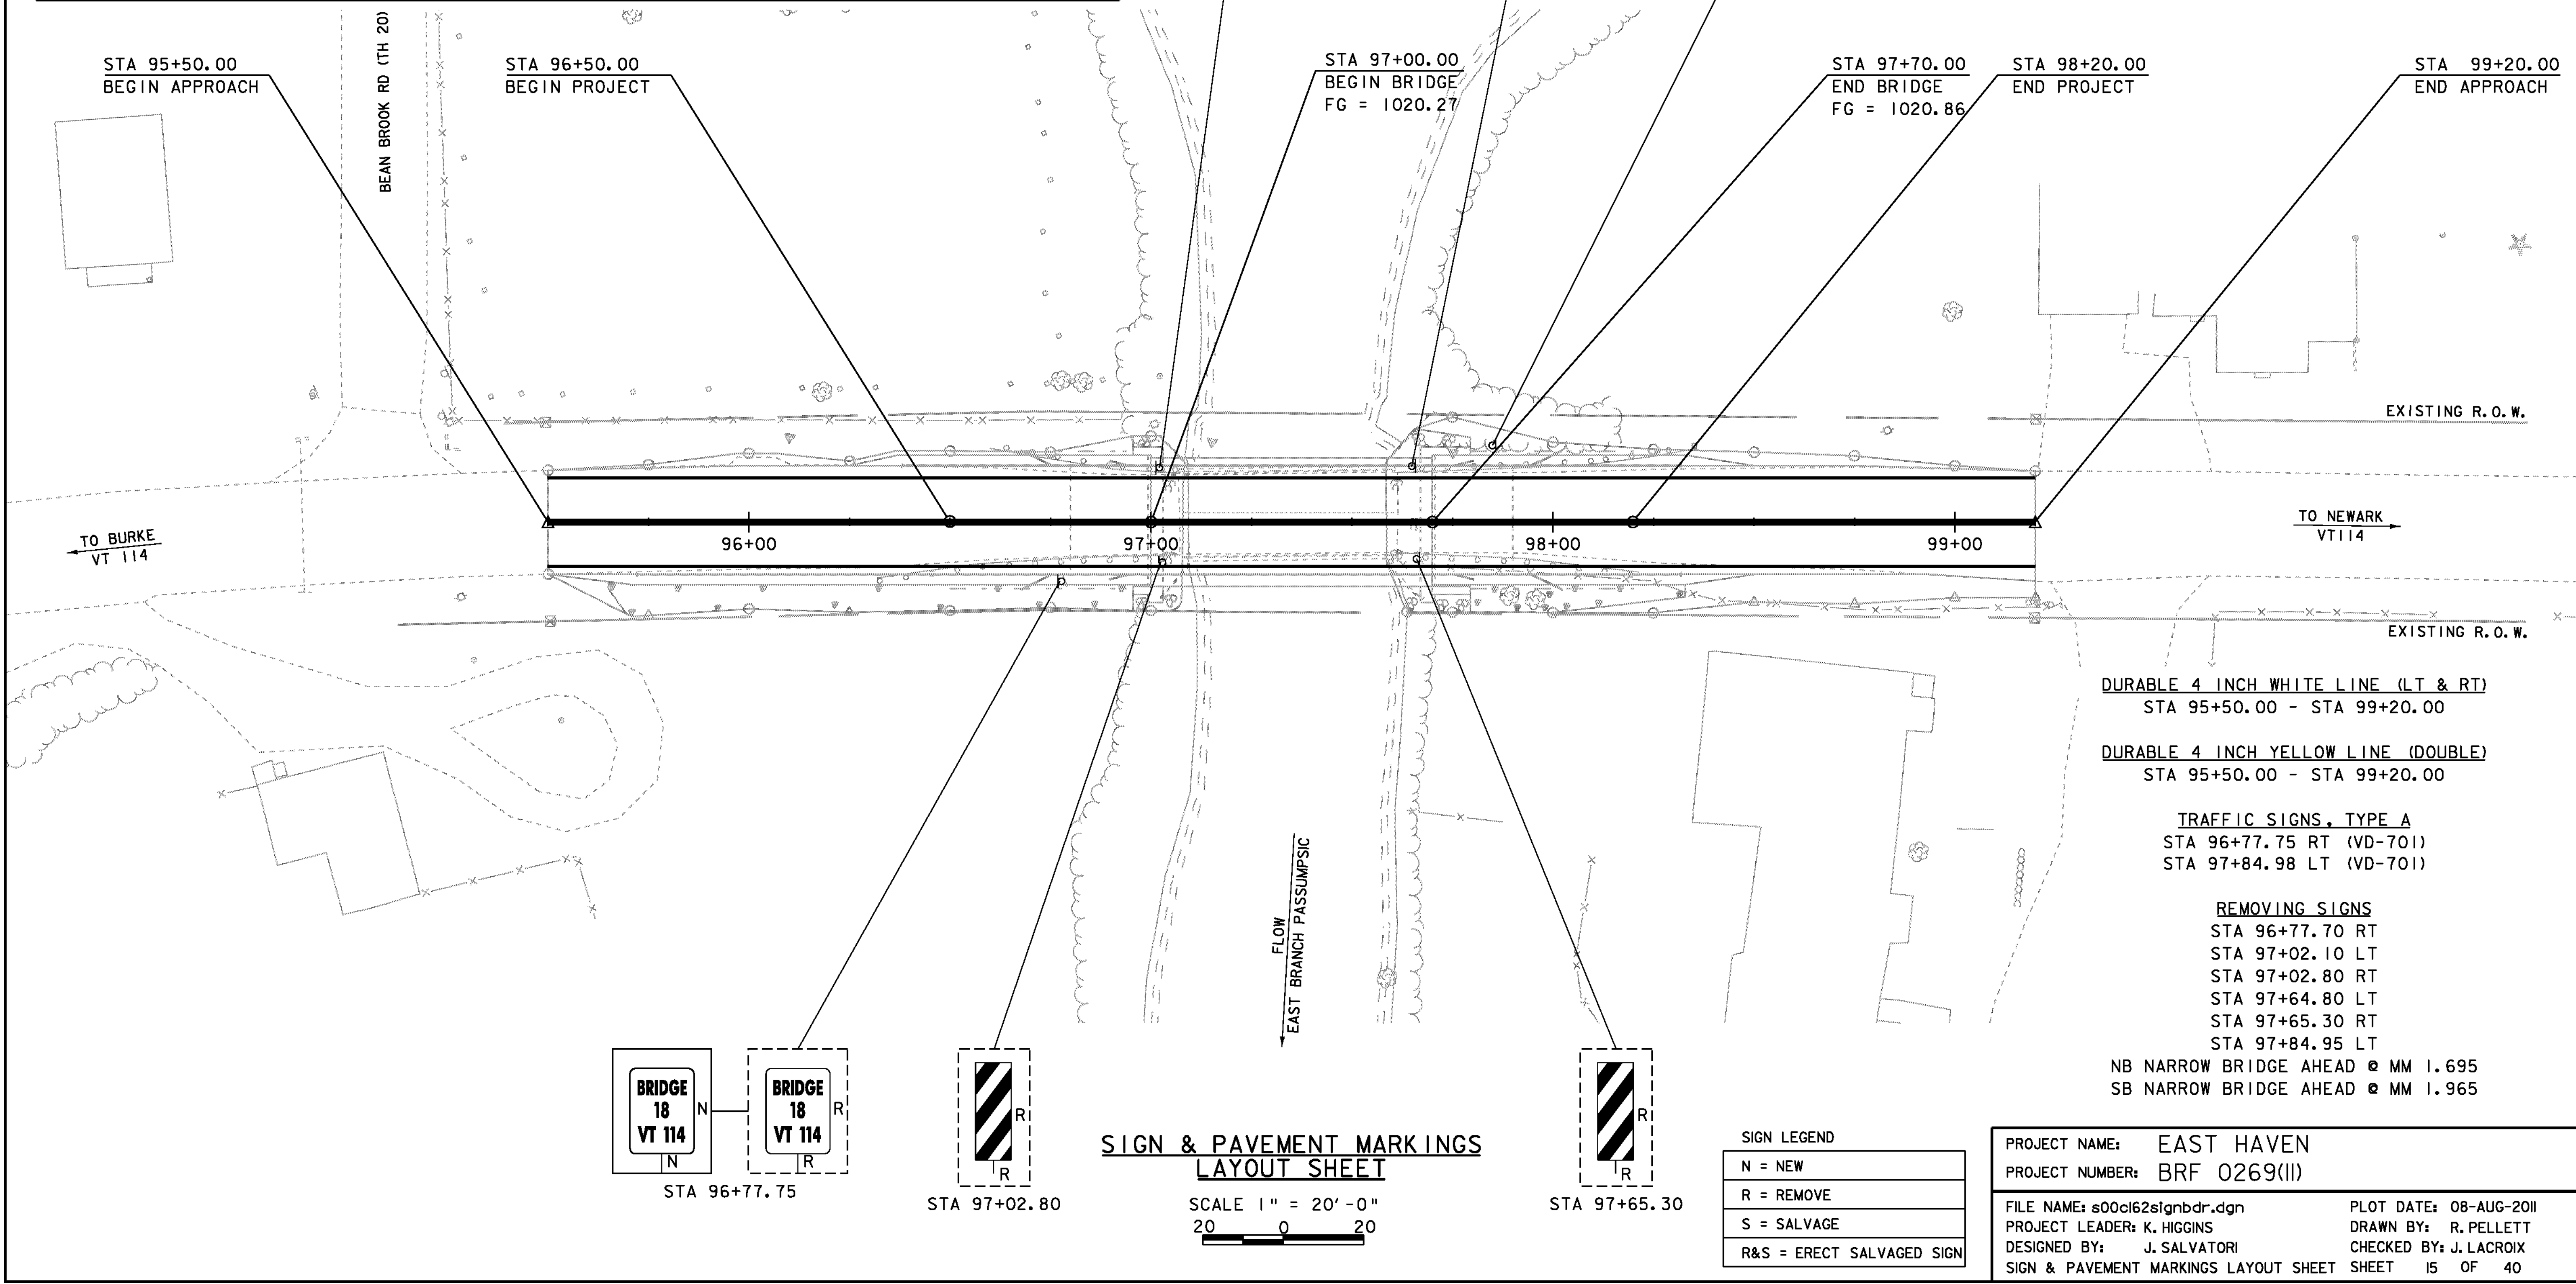 STA 95+50.00
BEGIN APPROACH
BEAN BROOK RD (TH 20)
STA 96+50.00
BEGIN PROJECT
STA 97+00.00
BEGIN BRIDGE
FG = 1020.27
STA 97+70.00
END BRIDGE
FG = 1020.86
STA 98+20.00
END PROJECT
STA 99+20.00
END APPROACH
EXISTING R.O.W.
TO BURKE
VT 114
96+00
97+00
98+00
99+00
TO NEWARK
VT114
EXISTING R.O.W.
DURABLE 4 INCH WHITE LINE (LT & RT)
STA 95+50.00 - STA 99+20.00
DURABLE 4 INCH YELLOW LINE (DOUBLE)
STA 95+50.00 - STA 99+20.00
TRAFFIC SIGNS, TYPE A
STA 96+77.75 RT (VD-701)
STA 97+84.98 LT (VD-701)
REMOVING SIGNS
STA 96+77.70 RT
STA 97+02.10 LT
STA 97+02.80 RT
STA 97+64.80 LT
STA 97+65.30 RT
STA 97+84.95 LT
NB NARROW BRIDGE AHEAD @ MM 1.695
SB NARROW BRIDGE AHEAD @ MM 1.965
FLOW
EAST BRANCH PASSUMPSIC
BRIDGE
18
VT 114
N
N
BRIDGE
18
VT 114
R
R
STA 96+77.75
R
R
STA 97+02.80
SIGN & PAVEMENT MARKINGS
LAYOUT SHEET
SCALE 1" = 20'-0"
20 0 20
R
R
STA 97+65.30
SIGN LEGEND
N = NEW
R = REMOVE
S = SALVAGE
R&S = ERECT SALVAGED SIGN
PROJECT NAME: EAST HAVEN
PROJECT NUMBER: BRF 0269(11)
FILE NAME: s00c162signbdr.dgn PLOT DATE: 08-AUG-2011
PROJECT LEADER: K. HIGGINS DRAWN BY: R. PELLETT
DESIGNED BY: J. SALVATORI CHECKED BY: J. LACROIX
SIGN & PAVEMENT MARKINGS LAYOUT SHEET SHEET 15 OF 40